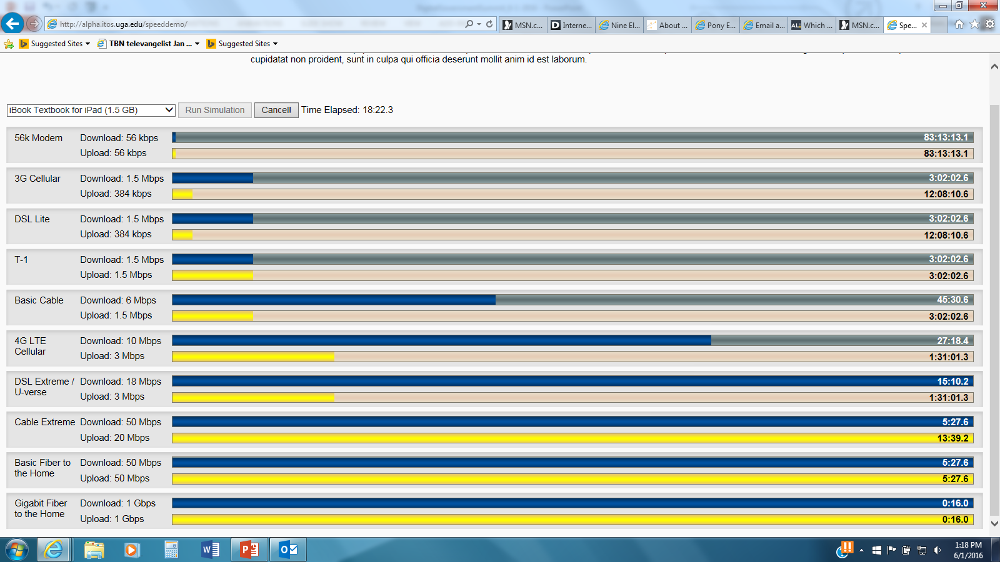 http://alpha.itos.uga.edu/speeddemo/
MSN.c...
Interne...
Nine El...
About ...
Pony E...
Email a...
Which ...
MSN.c...
Spe...
Suggested Sites
TBN televangelist Jan ...
Suggested Sites
cupidatat non proident, sunt in culpa qui officia deserunt mollit anim id est laborum.
iBook Textbook for iPad (1.5 GB) Run Simulation Cancel! Time Elapsed: 18:22.3
56k Modem Download: 56 kbps 83:13:13.1
Upload: 56 kbps 83:13:13.1
3G Cellular Download: 1.5 Mbps 3:02:02.6
Upload: 384 kbps 12:08:10.6
DSL Lite Download: 1.5 Mbps 3:02:02.6
Upload: 384 kbps 12:08:10.6
T-1 Download: 1.5 Mbps 3:02:02.6
Upload: 1.5 Mbps 3:02:02.6
Basic Cable Download: 6 Mbps 45:30.6
Upload: 1.5 Mbps 3:02:02.6
4G LTE Download: 10 Mbps 27:18.4
Cellular Upload: 3 Mbps 1:31:01.3
DSL Extreme / Download: 18 Mbps 15:10.2
U-verse Upload: 3 Mbps 1:31:01.3
Cable Extreme Download: 50 Mbps 5:27.6
Upload: 20 Mbps 13:39.2
Basic Fiber to Download: 50 Mbps 5:27.6
the Home Upload: 50 Mbps 5:27.6
Gigabit Fiber Download: 1 Gbps 0:16.0
to the Home Upload: 1 Gbps 0:16.0
1:18 PM
6/1/2016